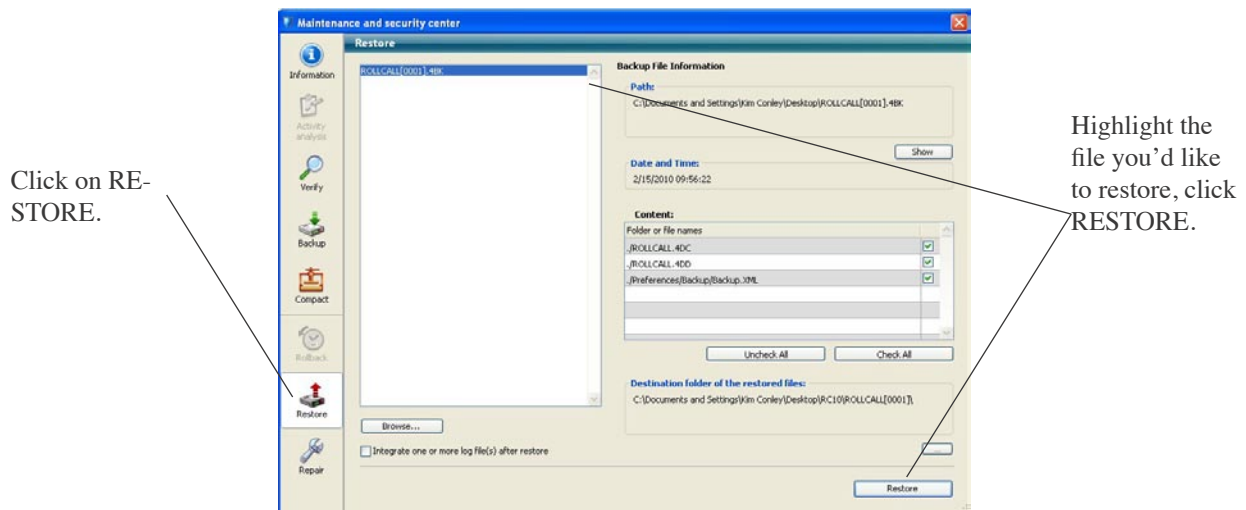 Maintenance and security center
Restore
Information
Activity
analysis
Verify
Backup
Compact
Rollback
Restore
Repair
ROLLCALL[0001].4BK
Browse...
Integrate one or more log file(s) after restore
Backup File Information
Path:
C:\Documents and Settings\Kim Conley\Desktop\ROLLCALL[0001].4BK
Show
Date and Time:
2/15/2010 09:56:22
Content:
Folder or file names
./ROLLCALL.4DC
./ROLLCALL.4DD
./Preferences/Backup/Backup.XML
Uncheck All
Check All
Destination folder of the restored files:
C:\Documents and Settings\Kim Conley\Desktop\RC10\ROLLCALL[0001]\
...
Restore
Click on RE-
STORE.
Highlight the
file you’d like
to restore, click
RESTORE.